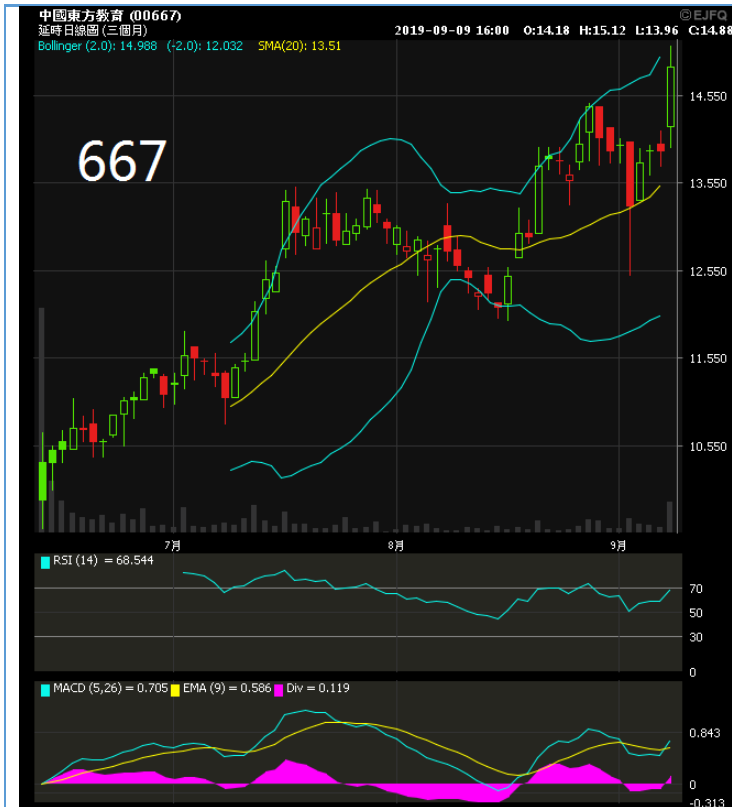 中國東方教育 (00667)
©EJFQ
延時日線圖 (三個月)
2019-09-09 16:00 O:14.18 H:15.12 L:13.96 C:14.88
Bollinger (2.0): 14.988 (-2.0): 12.032 SMA(20): 13.51
667
14.550
13.550
12.550
11.550
10.550
7月 8月 9月
RSI (14) = 68.544
70
50
30
0
MACD (5,26) = 0.705 EMA (9) = 0.586 Div = 0.119
0.843
0
-0.313